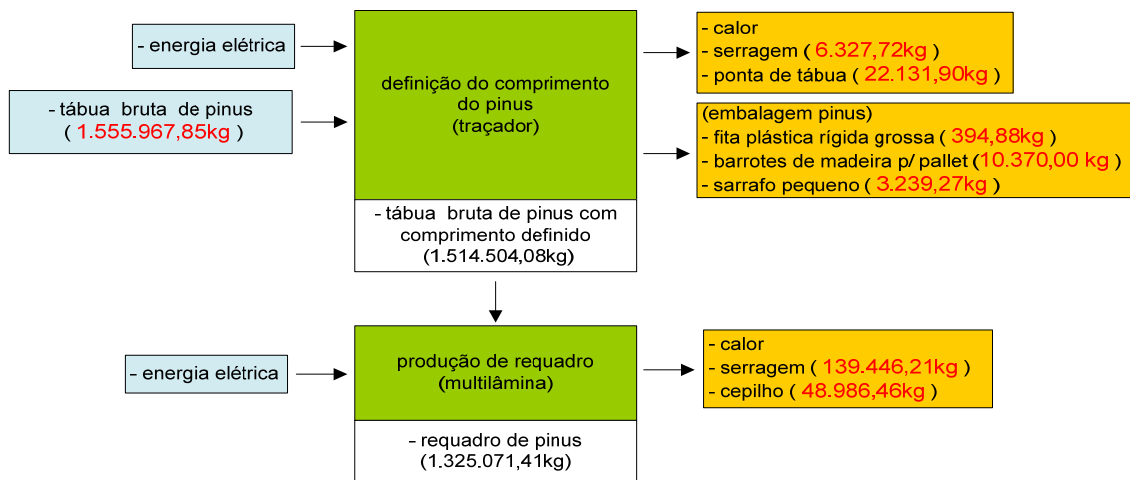 - energia elétrica
- tábua bruta de pinus
( 1.555.967,85kg )
definição do comprimento
do pinus
(traçador)
- tábua bruta de pinus com
comprimento definido
(1.514.504,08kg)
- calor
- serragem ( 6.327,72kg )
- ponta de tábua ( 22.131,90kg )
(embalagem pinus)
- fita plástica rígida grossa ( 394,88kg )
- barrotes de madeira p/ pallet (10.370,00 kg )
- sarrafo pequeno ( 3.239,27kg )
- energia elétrica
produção de requadro
(multilâmina)
- requadro de pinus
(1.325.071,41kg)
- calor
- serragem ( 139.446,21kg )
- cepilho ( 48.986,46kg )